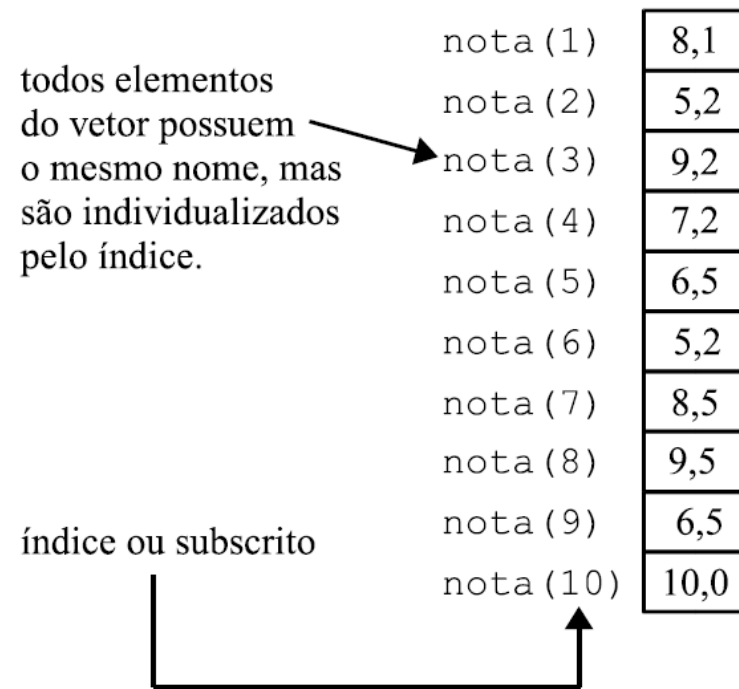 todos elementos
do vetor possuem
o mesmo nome, mas
são individualizados
pelo índice.
nota(1) 8,1
nota(2) 5,2
nota(3) 9,2
nota(4) 7,2
nota(5) 6,5
nota(6) 5,2
nota(7) 8,5
nota(8) 9,5
nota(9) 6,5
nota(10) 10,0
índice ou subscrito